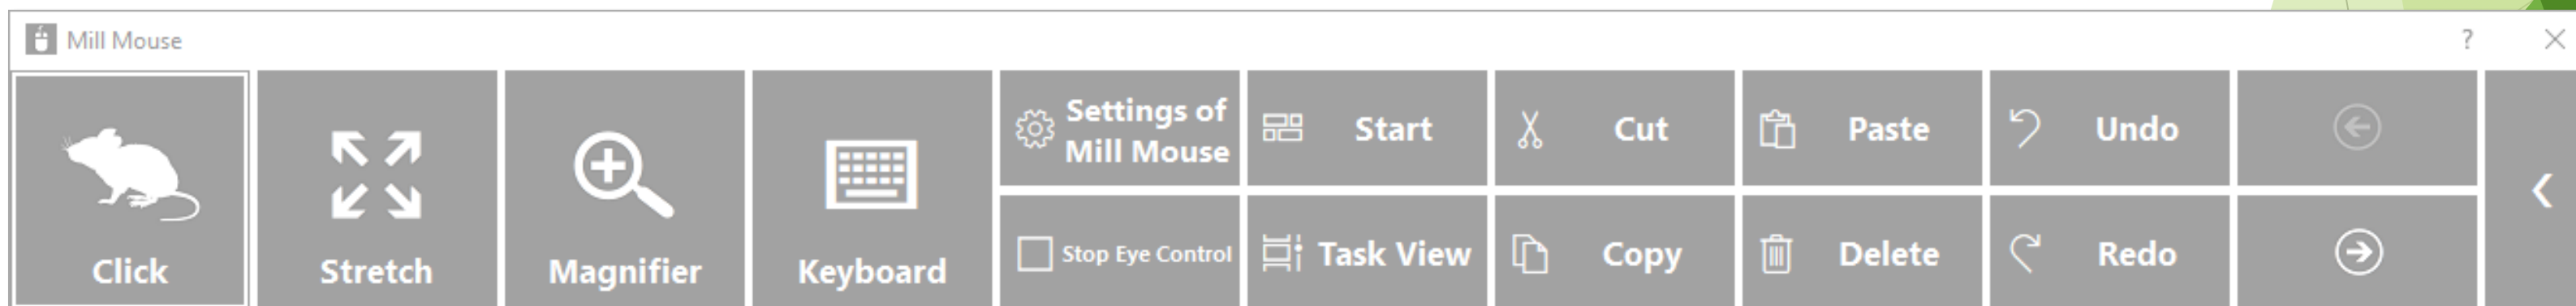 Mill Mouse
?
Click
Stretch
Magnifier
Keyboard
Settings of
Mill Mouse
Stop Eye Control
Start
Task View
Cut
Copy
Paste
Delete
Undo
Redo